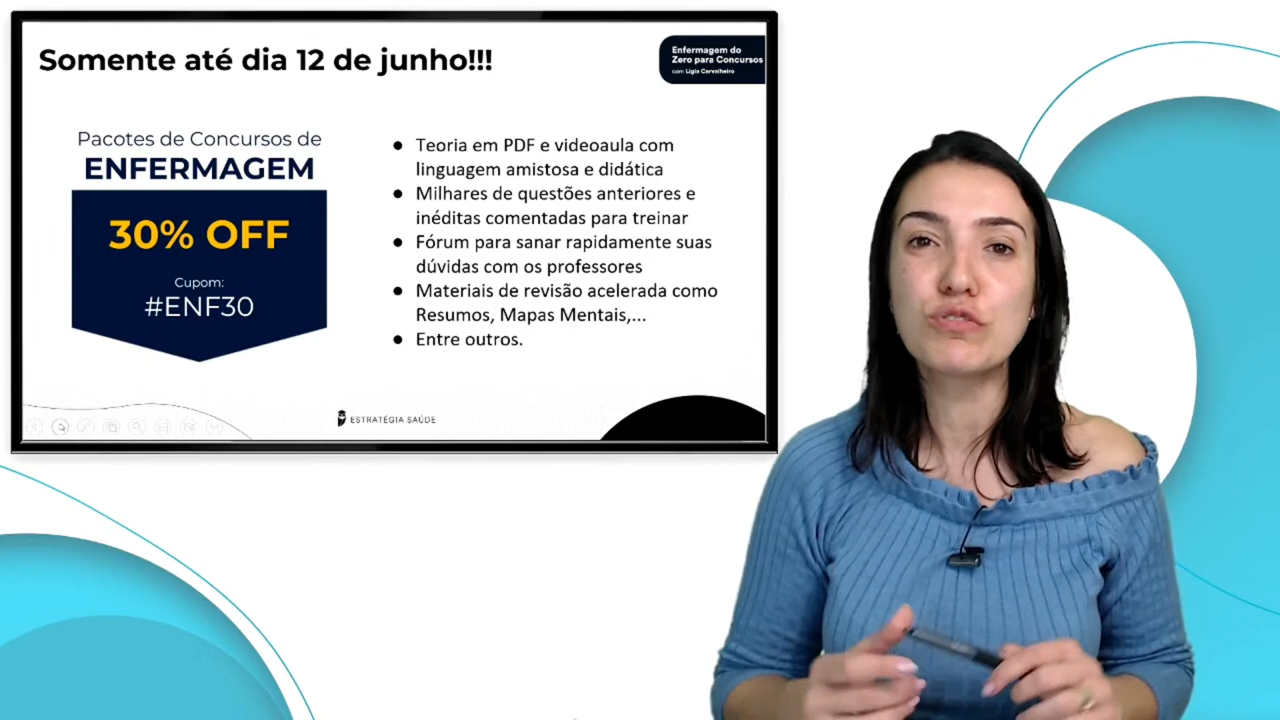 Somente até dia 12 de junho!!!
Enfermagem do
Zero para Concursos
com Ligia Carvalheiro
Pacotes de Concursos de
ENFERMAGEM
30% OFF
Cupom:
#ENF30
● Teoria em PDF e videoaula com
linguagem amistosa e didática
● Milhares de questões anteriores e
inéditas comentadas para treinar
● Fórum para sanar rapidamente suas
dúvidas com os professores
● Materiais de revisão acelerada como
Resumos, Mapas Mentais,...
● Entre outros.
ESTRATÉGIA SAÚDE